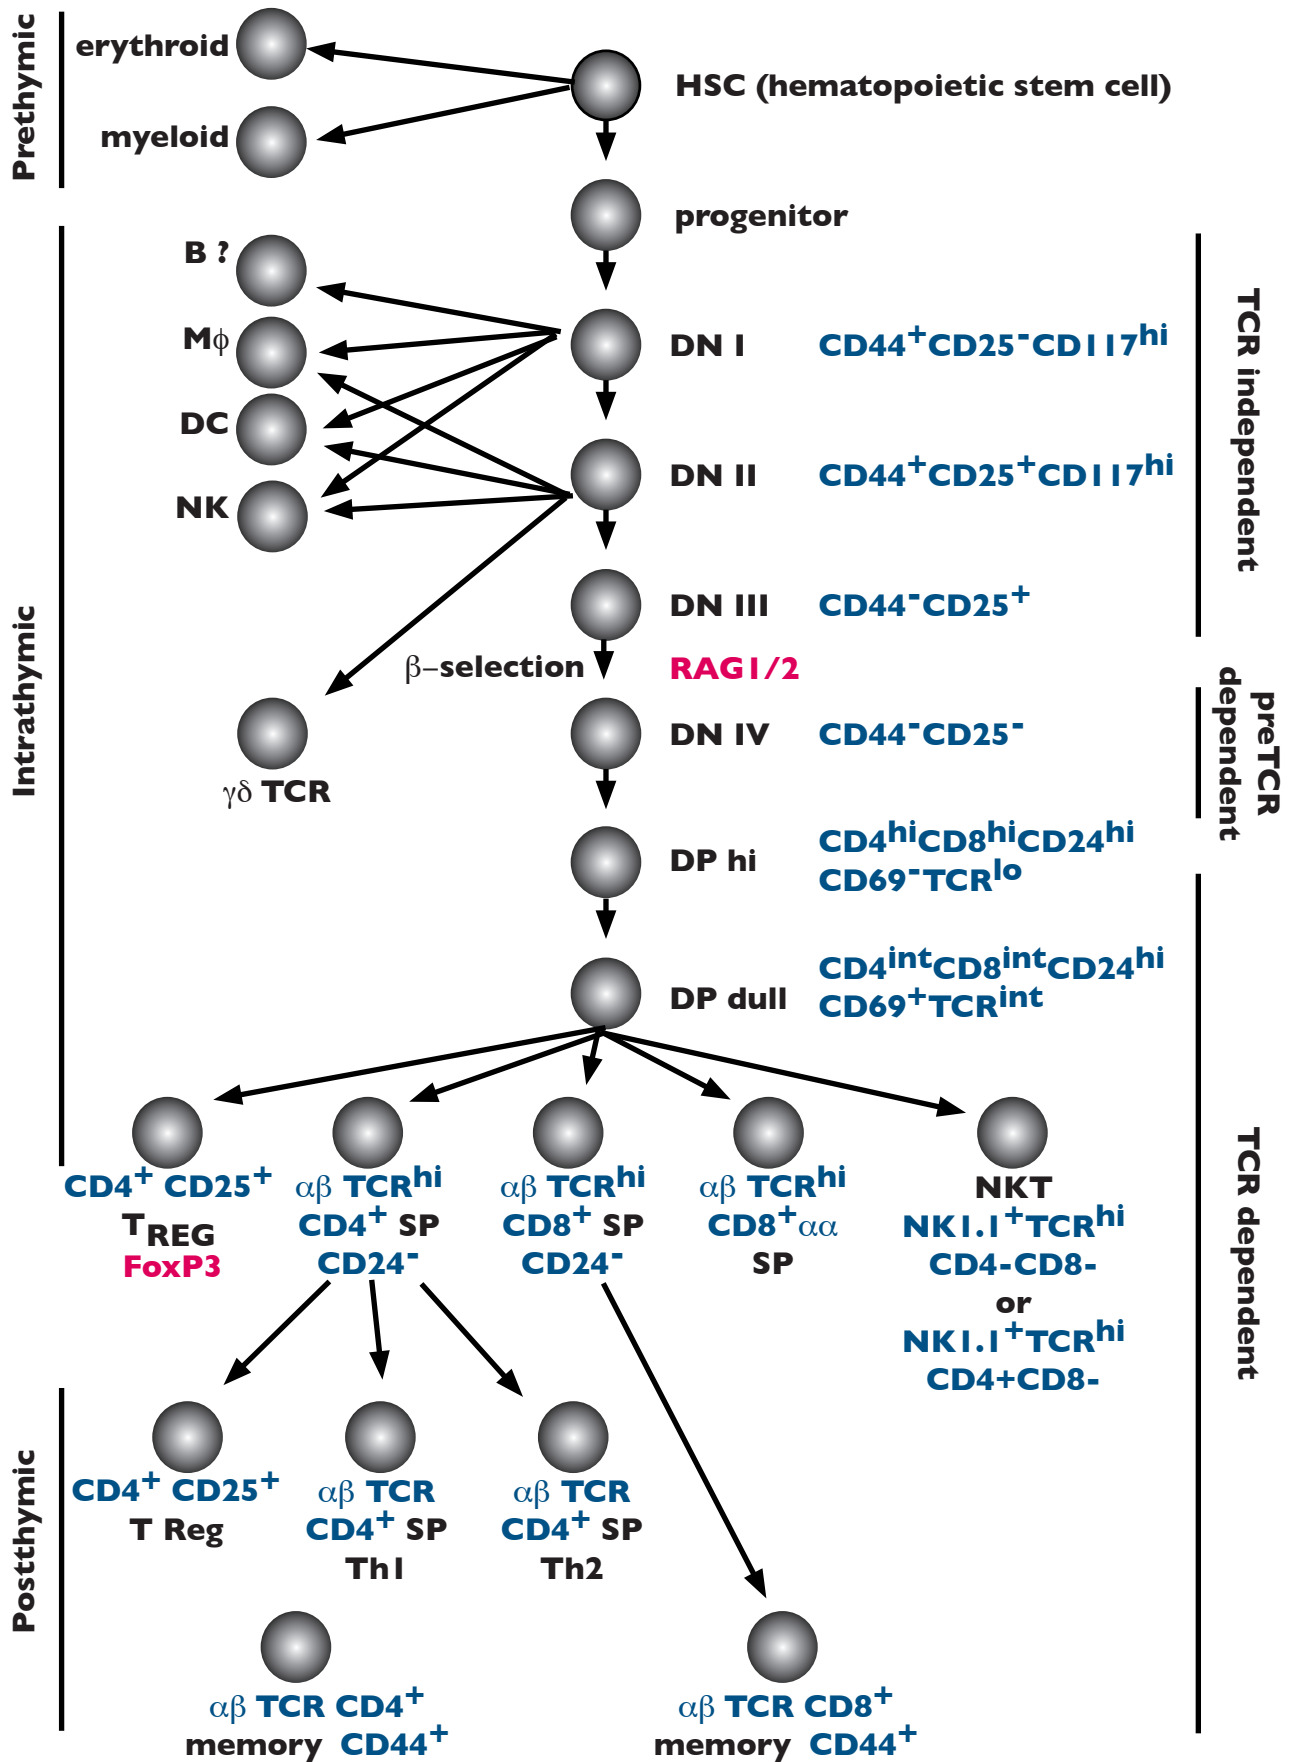 Prethymic
erythroid
HSC (hematopoietic stem cell)
myeloid
progenitor
Intrathymic
TCR independent
B ?
Mϕ
DN I CD44⁺CD25⁻CD117ʰⁱ
DC
DN II CD44⁺CD25⁺CD117ʰⁱ
NK
DN III CD44⁻CD25⁺
β–selection RAG1/2
preTCR
dependent
DN IV CD44⁻CD25⁻
γδ TCR
DP hi CD4ʰⁱCD8ʰⁱCD24ʰⁱ
CD69⁻TCRˡᵒ
DP dull CD4ⁱⁿᵗCD8ⁱⁿᵗCD24ʰⁱ
CD69⁺TCRⁱⁿᵗ
TCR dependent
CD4⁺ CD25⁺
TREG
FoxP3
αβ TCRʰⁱ
CD4⁺ SP
CD24⁻
αβ TCRʰⁱ
CD8⁺ SP
CD24⁻
αβ TCRʰⁱ
CD8⁺αα
SP
NKT
NK1.1⁺TCRʰⁱ
CD4-CD8-
or
NK1.1⁺TCRʰⁱ
CD4+CD8-
Postthymic
CD4⁺ CD25⁺
T Reg
αβ TCR
CD4⁺ SP
Th1
αβ TCR
CD4⁺ SP
Th2
αβ TCR CD4⁺
memory CD44⁺
αβ TCR CD8⁺
memory CD44⁺